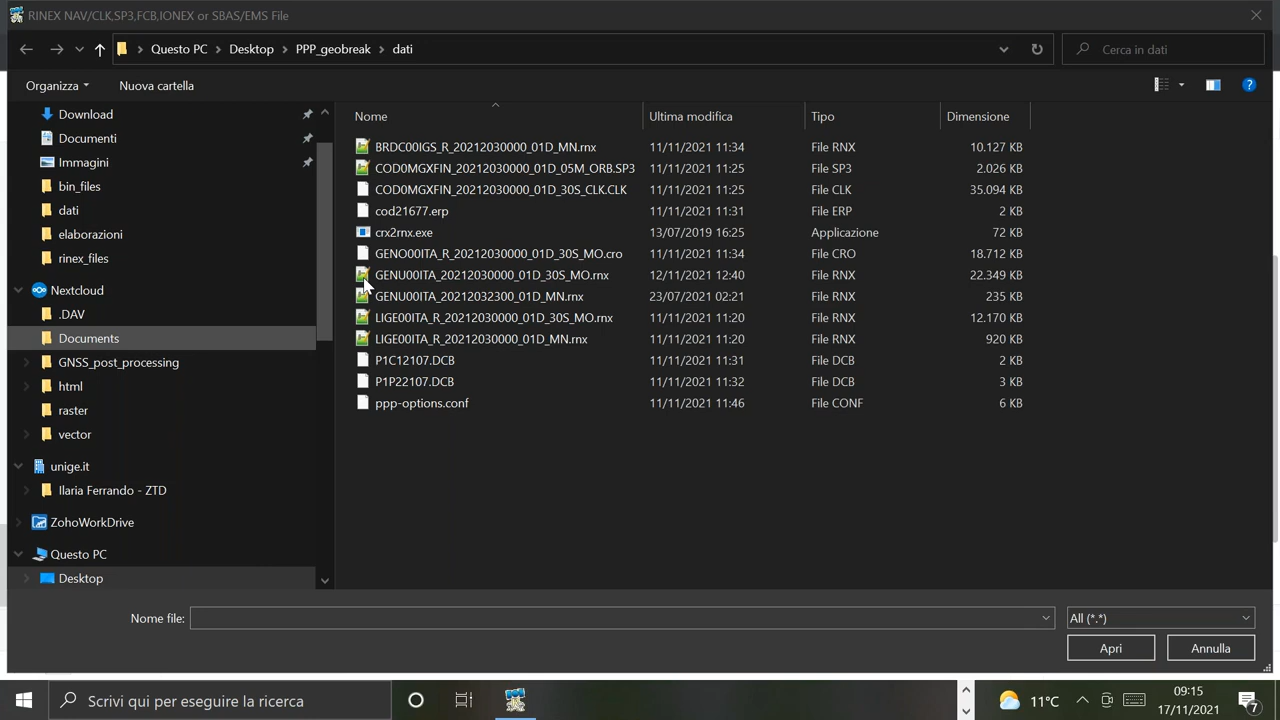 RINEX NAV/CLK,SP3,FCB,IONEX or SBAS/EMS File
Questo PC > Desktop > PPP_geobreak > dati
Cerca in dati
Organizza
Nuova cartella
Download
Documenti
Immagini
bin_files
dati
elaborazioni
rinex_files
Nextcloud
.DAV
Documents
GNSS_post_processing
html
raster
vector
unige.it
Ilaria Ferrando - ZTD
ZohoWorkDrive
Questo PC
Desktop
Nome Ultima modifica Tipo Dimensione
BRDC00IGS_R_20212030000_01D_MN.rnx 11/11/2021 11:34 File RNX 10.127 KB
COD0MGXFIN_20212030000_01D_05M_ORB.SP3 11/11/2021 11:25 File SP3 2.026 KB
COD0MGXFIN_20212030000_01D_30S_CLK.CLK 11/11/2021 11:25 File CLK 35.094 KB
cod21677.erp 11/11/2021 11:31 File ERP 2 KB
crx2rnx.exe 13/07/2019 16:25 Applicazione 72 KB
GENO00ITA_R_20212030000_01D_30S_MO.cro 11/11/2021 11:34 File CRO 18.712 KB
GENU00ITA_20212030000_01D_30S_MO.rnx 12/11/2021 12:40 File RNX 22.349 KB
GENU00ITA_20212032300_01D_MN.rnx 23/07/2021 02:21 File RNX 235 KB
LIGE00ITA_R_20212030000_01D_30S_MO.rnx 11/11/2021 11:20 File RNX 12.170 KB
LIGE00ITA_R_20212030000_01D_MN.rnx 11/11/2021 11:20 File RNX 920 KB
P1C12107.DCB 11/11/2021 11:31 File DCB 2 KB
P1P22107.DCB 11/11/2021 11:32 File DCB 3 KB
ppp-options.conf 11/11/2021 11:46 File CONF 6 KB
Nome file:
All (*.*)
Apri
Annulla
Scrivi qui per eseguire la ricerca
11°C
09:15
17/11/2021
7